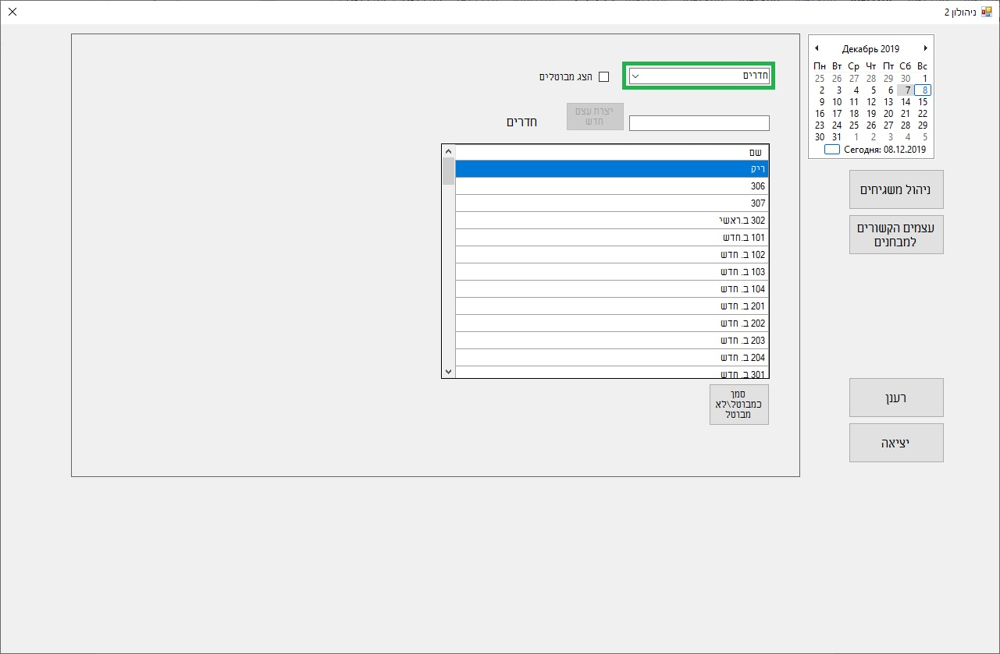 ניהולון 2
Декабрь 2019
Пн Вт Ср Чт Пт Сб Вс
25 26 27 28 29 30 1
2 3 4 5 6 7 8
9 10 11 12 13 14 15
16 17 18 19 20 21 22
23 24 25 26 27 28 29
30 31 1 2 3 4 5
Сегодня: 08.12.2019
ניהול משגיחים
עצמים הקשורים
למבחנים
רענן
יציאה
חדרים
הצג מבוטלים
יצרת עצם
חדש
חדרים
שם
ריק
306
307
302 ב.ראשי
101 ב.חדש
102 ב. חדש
103 ב. חדש
104 ב. חדש
201 ב. חדש
202 ב. חדש
203 ב. חדש
204 ב. חדש
301 ב. חדש
סמן
כמבוטל\לא
מבוטל